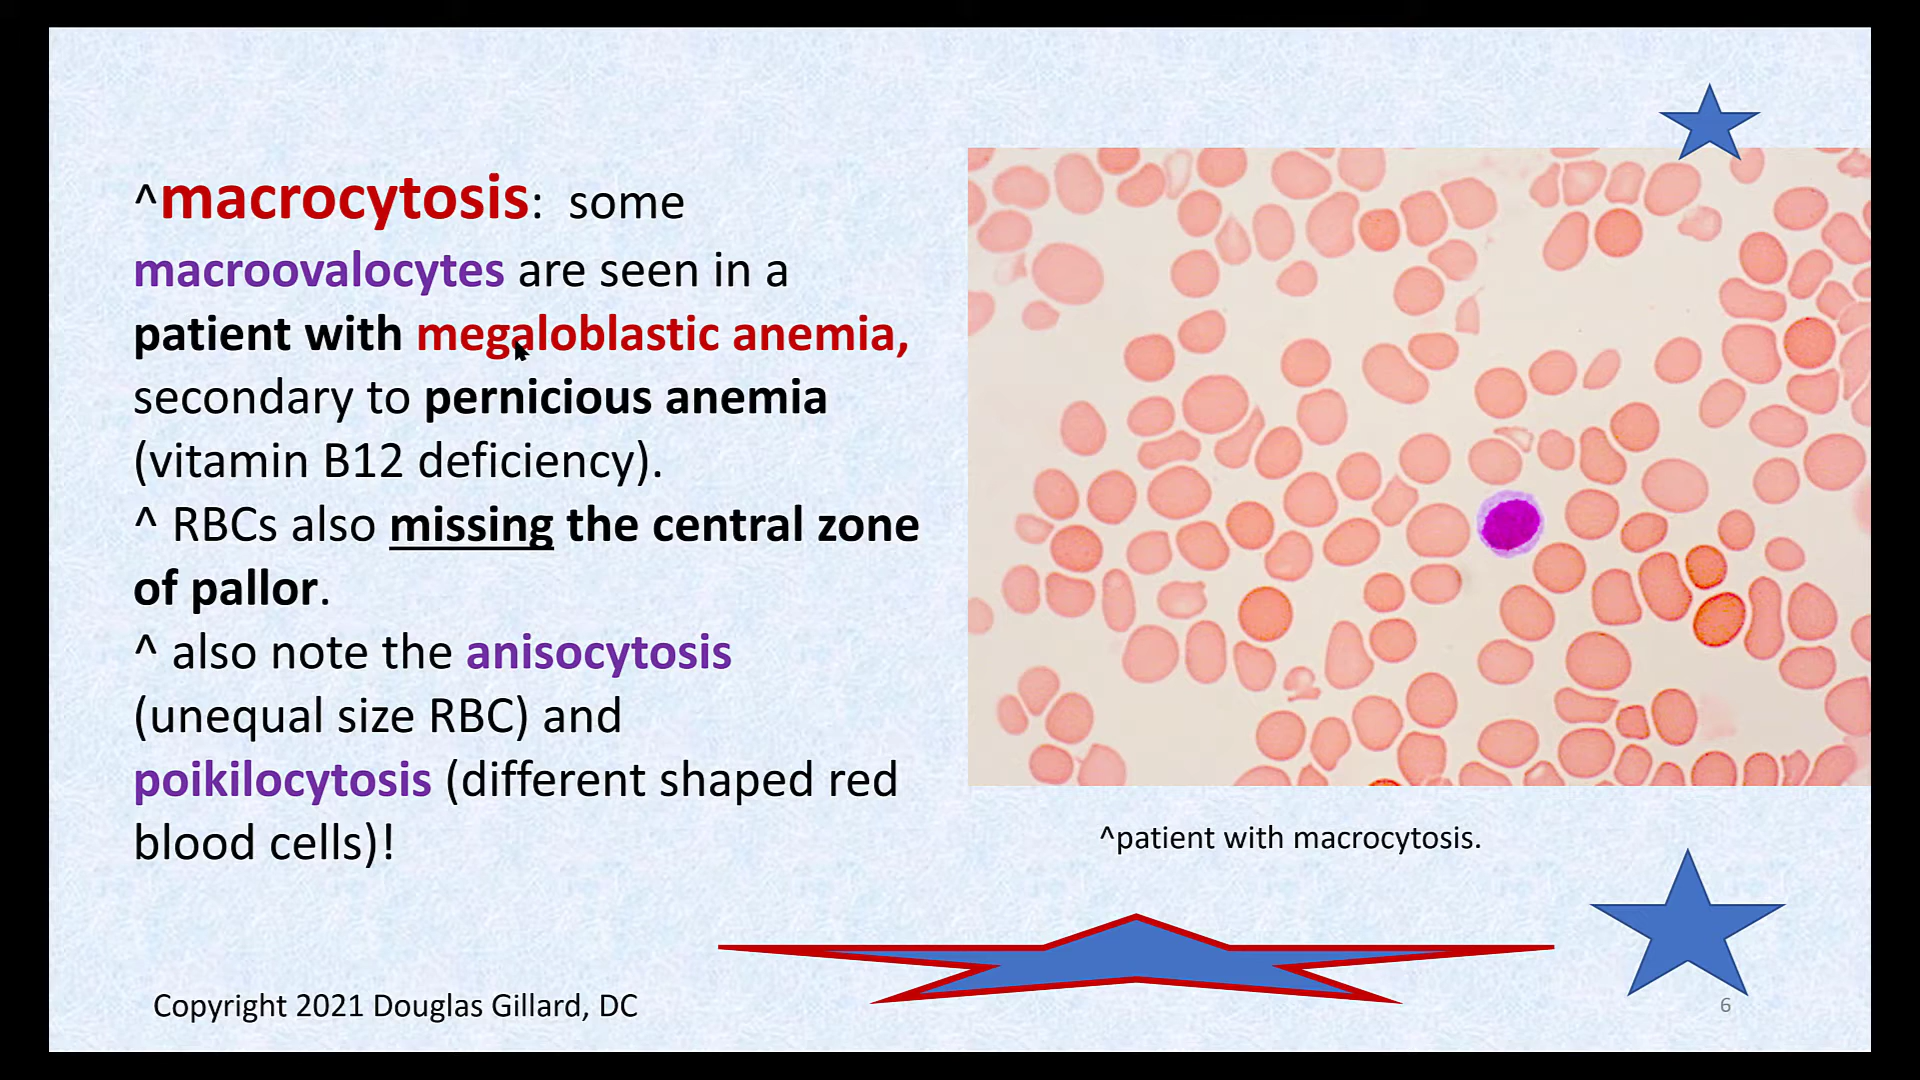 ^macrocytosis: some
macroovalocytes are seen in a
patient with megaloblastic anemia,
secondary to pernicious anemia
(vitamin B12 deficiency).
^ RBCs also missing the central zone
of pallor.
^ also note the anisocytosis
(unequal size RBC) and
poikilocytosis (different shaped red
blood cells)!
^patient with macrocytosis.
Copyright 2021 Douglas Gillard, DC
6